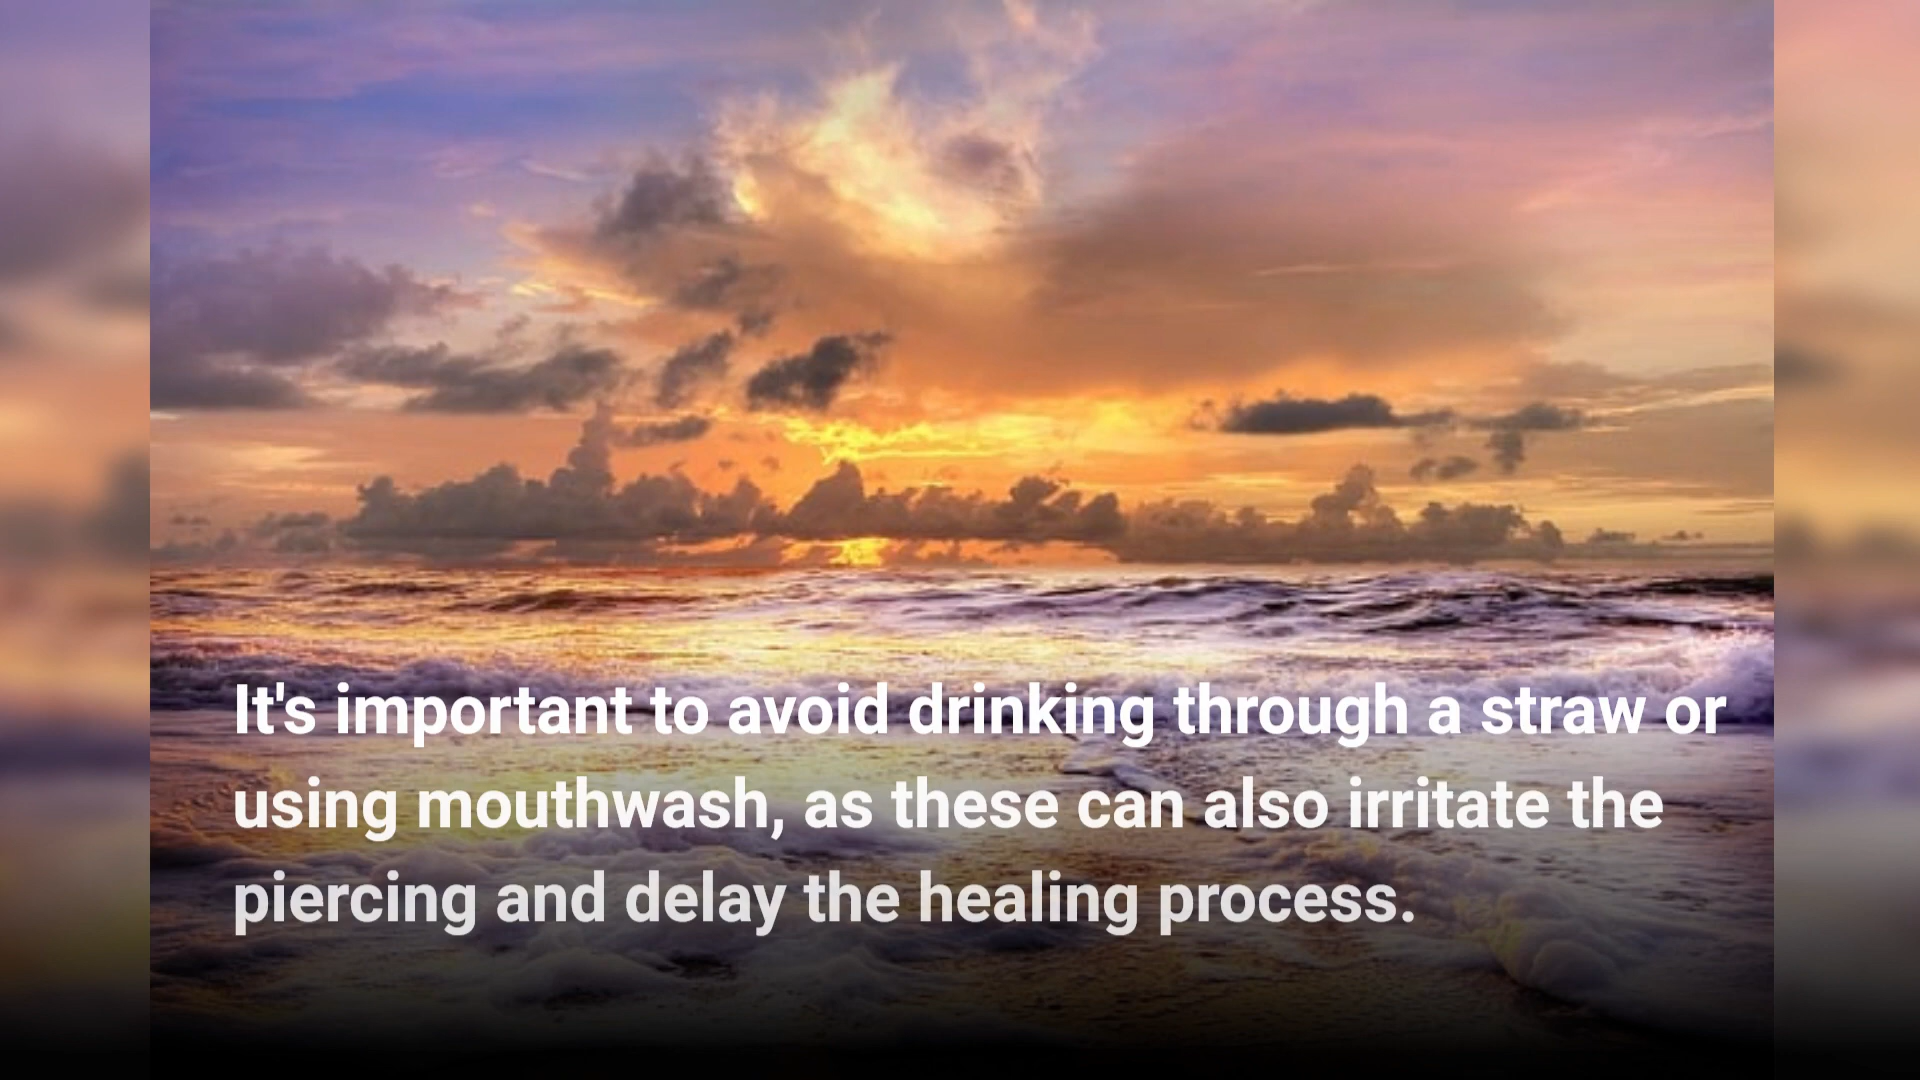 It's important to avoid drinking through a straw or
using mouthwash, as these can also irritate the
piercing and delay the healing process.